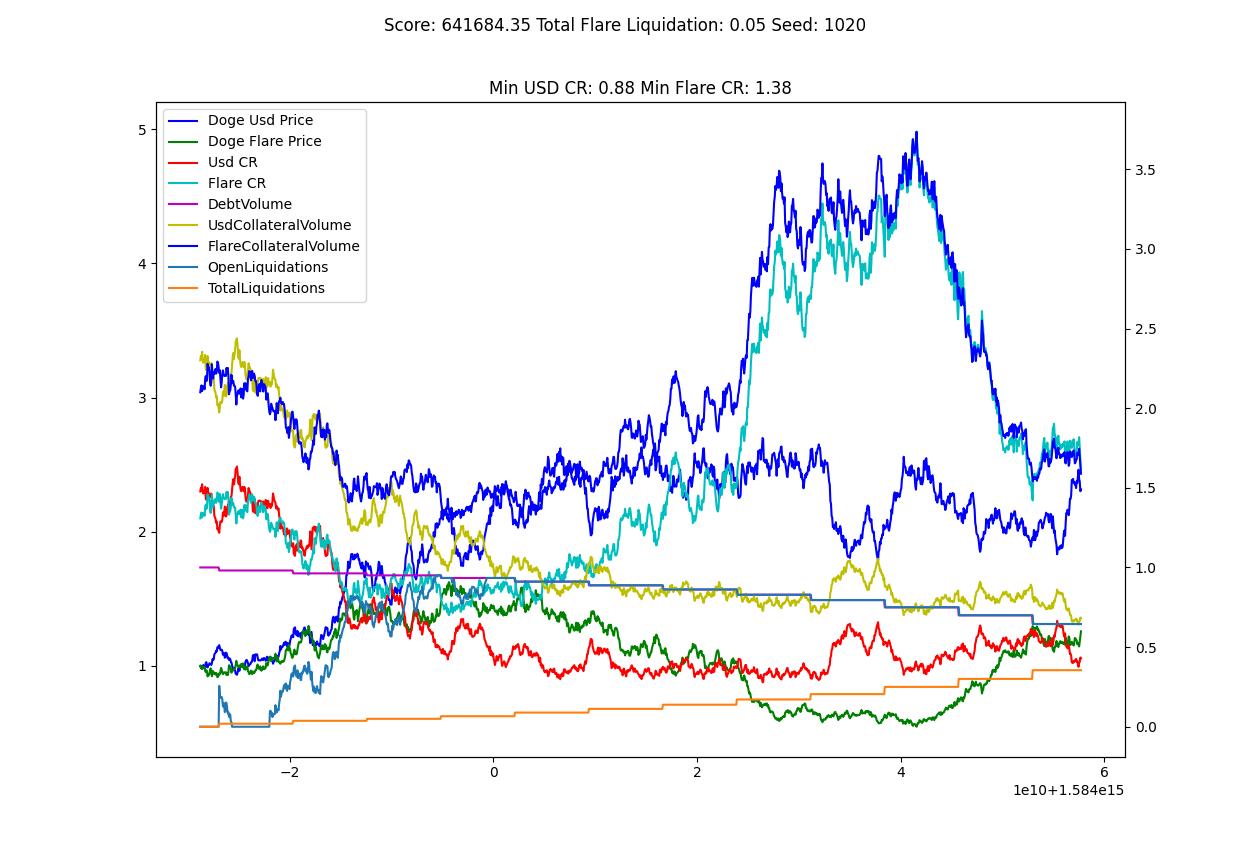 Score: 641684.35 Total Flare Liquidation: 0.05 Seed: 1020
Min USD CR: 0.88 Min Flare CR: 1.38
Doge Usd Price
Doge Flare Price
Usd CR
Flare CR
DebtVolume
UsdCollateralVolume
FlareCollateralVolume
OpenLiquidations
TotalLiquidations
5
4
3
2
1
3.5
3.0
2.5
2.0
1.5
1.0
0.5
0.0
−2 0 2 4 6
1e10+1.584e15